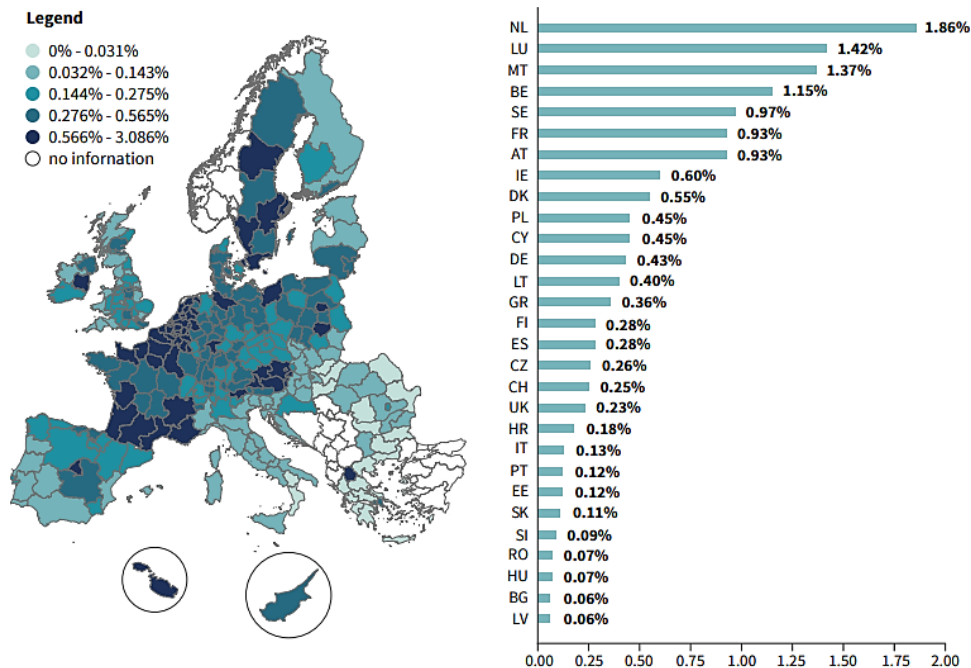 Legend
0% - 0.031%
0.032% - 0.143%
0.144% - 0.275%
0.276% - 0.565%
0.566% - 3.086%
no infornation
NL 1.86%
LU 1.42%
MT 1.37%
BE 1.15%
SE 0.97%
FR 0.93%
AT 0.93%
IE 0.60%
DK 0.55%
PL 0.45%
CY 0.45%
DE 0.43%
LT 0.40%
GR 0.36%
FI 0.28%
ES 0.28%
CZ 0.26%
CH 0.25%
UK 0.23%
HR 0.18%
IT 0.13%
PT 0.12%
EE 0.12%
SK 0.11%
SI 0.09%
RO 0.07%
HU 0.07%
BG 0.06%
LV 0.06%
0.00 0.25 0.50 0.75 1.00 1.25 1.50 1.75 2.00